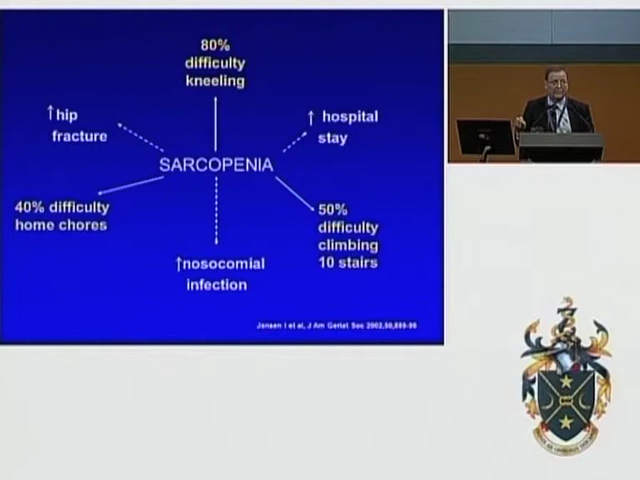 80%
difficulty
kneeling
↑hip
fracture
↑ hospital
stay
SARCOPENIA
40% difficulty
home chores
50%
difficulty
climbing
10 stairs
↑nosocomial
infection
Jensen I et al, J Am Geriat Soc 2002,50,889-96